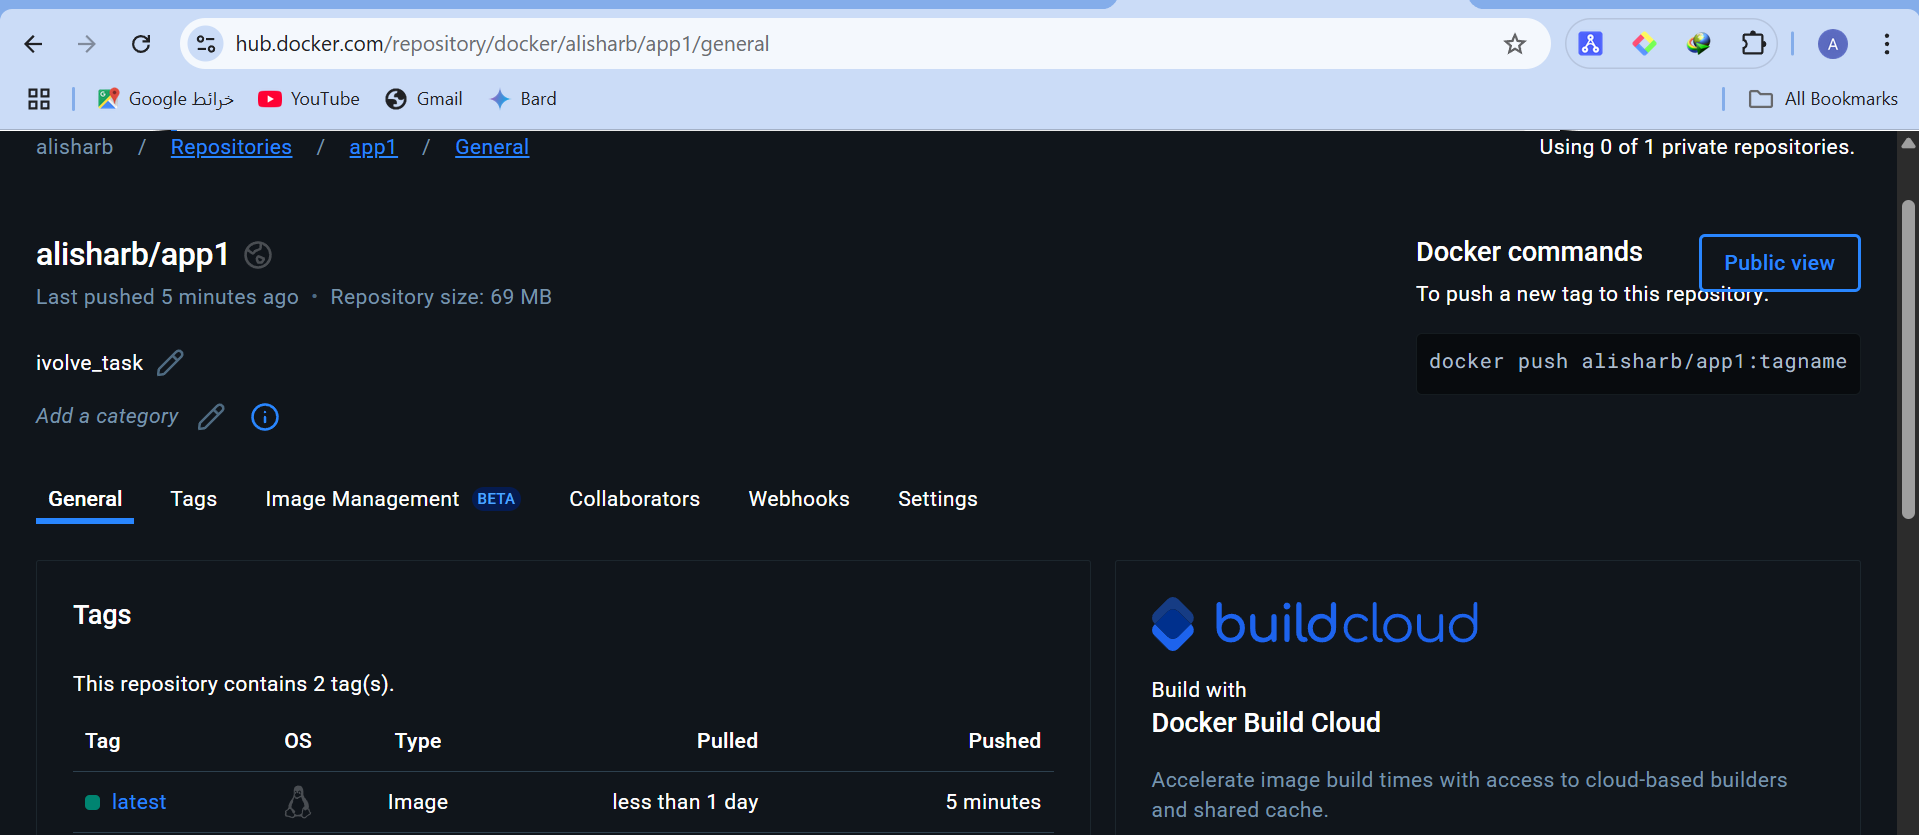 hub.docker.com/repository/docker/alisharb/app1/general
A
Google خرائط
YouTube
Gmail
Bard
All Bookmarks
alisharb / Repositories / app1 / General
Using 0 of 1 private repositories.
alisharb/app1
Last pushed 5 minutes ago • Repository size: 69 MB
Docker commands
Public view
To push a new tag to this repository:
ivolve_task
docker push alisharb/app1:tagname
Add a category
General Tags Image Management BETA Collaborators Webhooks Settings
Tags
This repository contains 2 tag(s).
Tag OS Type Pulled Pushed
latest Image less than 1 day 5 minutes
buildcloud
Build with
Docker Build Cloud
Accelerate image build times with access to cloud-based builders
and shared cache.